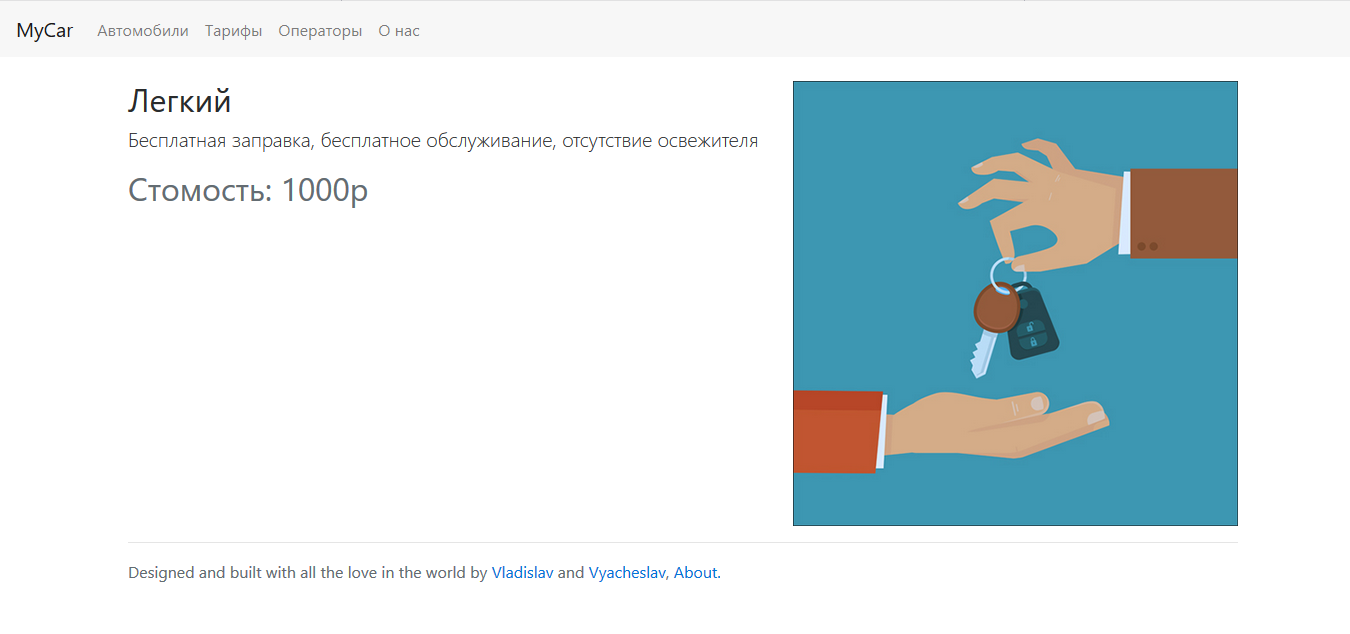 MyCar Автомобили Тарифы Операторы О нас
Легкий
Бесплатная заправка, бесплатное обслуживание, отсутствие освежителя
Стомость: 1000р
Designed and built with all the love in the world by Vladislav and Vyacheslav, About.